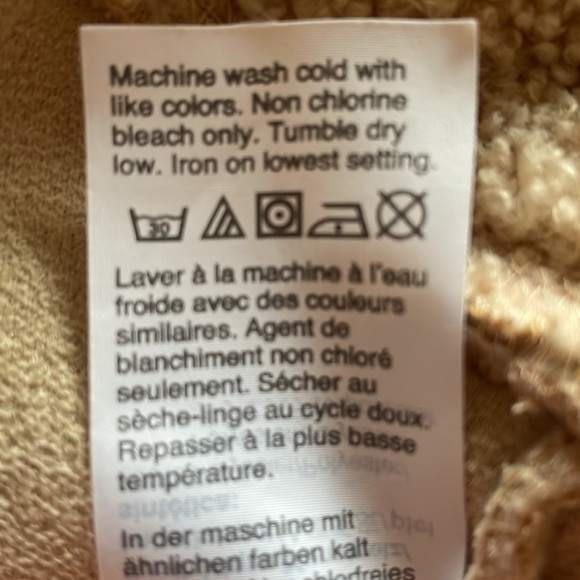 Machine wash cold with
like colors. Non chlorine
bleach only. Tumble dry
low. Iron on lowest setting.
30
Laver à la machine à l'eau
froide avec des couleurs
similaires. Agent de
blanchiment non chloré
seulement. Sécher au
sèche-linge au cycle doux.
Repasser à la plus basse
température.
In der maschine mit
ähnlichen farben kalt
chlorfreies